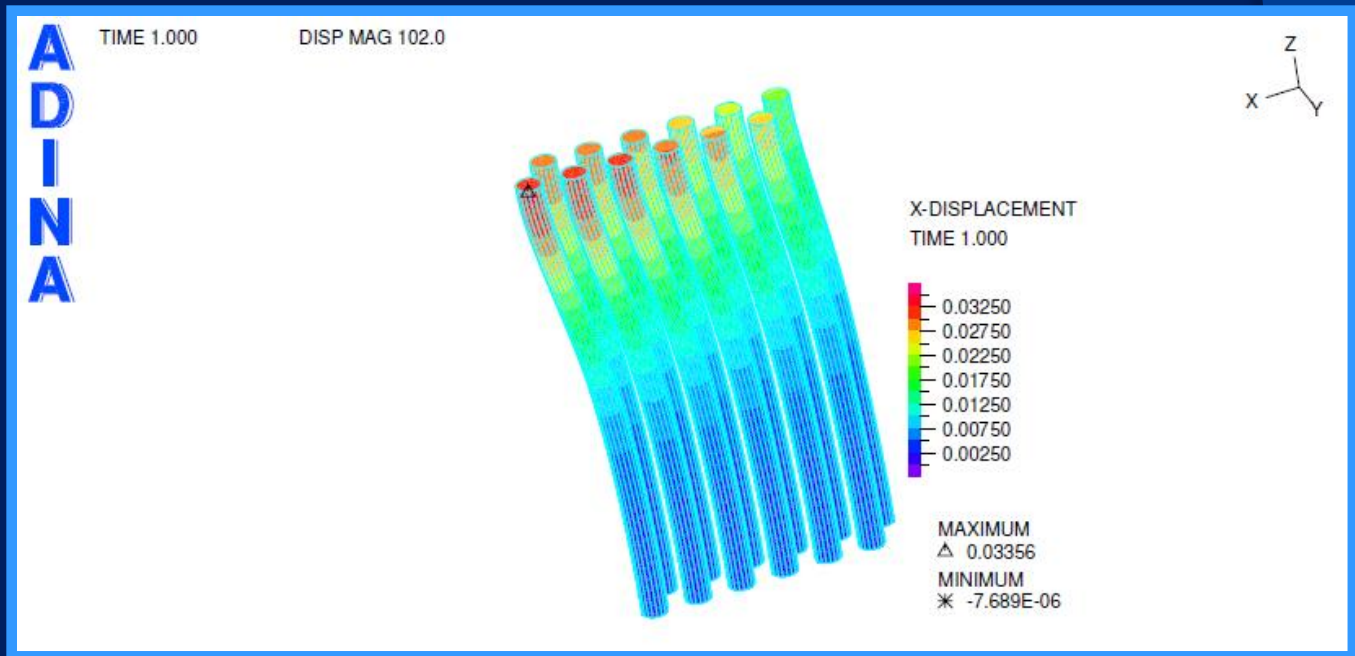 ADINA
TIME 1.000
DISP MAG 102.0
Z
X
Y
X-DISPLACEMENT
TIME 1.000
0.03250
0.02750
0.02250
0.01750
0.01250
0.00750
0.00250
MAXIMUM
△ 0.03356
MINIMUM
* -7.689E-06